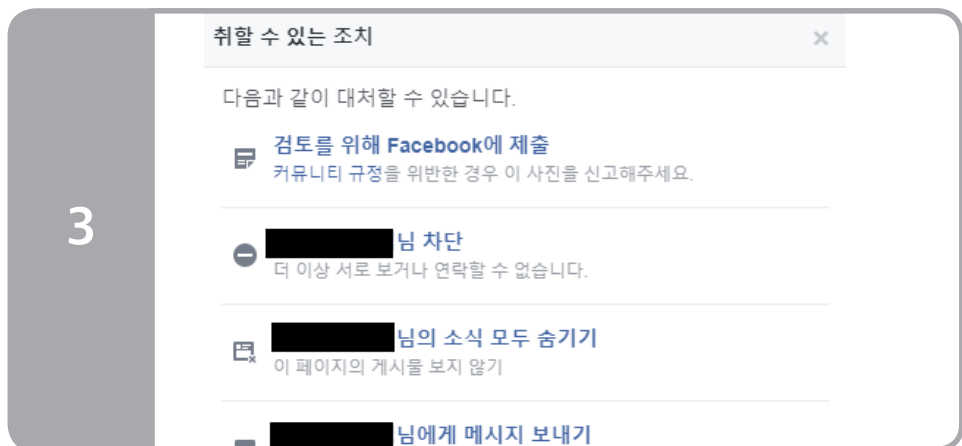 취할 수 있는 조치
다음과 같이 대처할 수 있습니다.
검토를 위해 Facebook에 제출
커뮤니티 규정을 위반한 경우 이 사진을 신고해주세요.
3
님 차단
더 이상 서로 보거나 연락할 수 없습니다.
님의 소식 모두 숨기기
이 페이지의 게시물 보지 않기
님에게 메시지 보내기